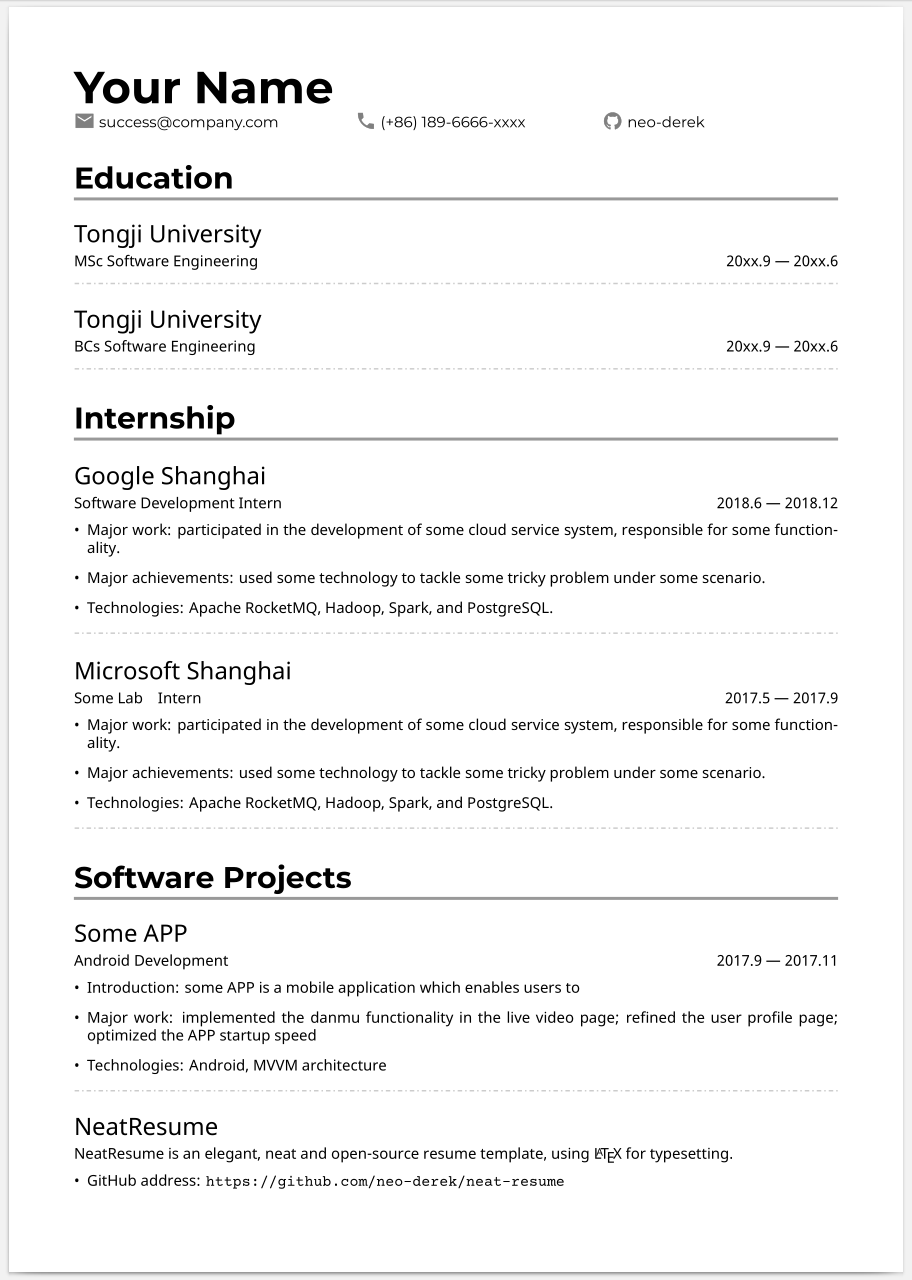 Your Name
success@company.com (+86) 189-6666-xxxx neo-derek
Education
Tongji University
MSc Software Engineering 20xx.9 — 20xx.6
Tongji University
BCs Software Engineering 20xx.9 — 20xx.6
Internship
Google Shanghai
Software Development Intern 2018.6 — 2018.12
• Major work: participated in the development of some cloud service system, responsible for some function-
ality.
• Major achievements: used some technology to tackle some tricky problem under some scenario.
• Technologies: Apache RocketMQ, Hadoop, Spark, and PostgreSQL.
Microsoft Shanghai
Some Lab Intern 2017.5 — 2017.9
• Major work: participated in the development of some cloud service system, responsible for some function-
ality.
• Major achievements: used some technology to tackle some tricky problem under some scenario.
• Technologies: Apache RocketMQ, Hadoop, Spark, and PostgreSQL.
Software Projects
Some APP
Android Development 2017.9 — 2017.11
• Introduction: some APP is a mobile application which enables users to
• Major work: implemented the danmu functionality in the live video page; refined the user profile page;
optimized the APP startup speed
• Technologies: Android, MVVM architecture
NeatResume
NeatResume is an elegant, neat and open-source resume template, using LATEX for typesetting.
• GitHub address: https://github.com/neo-derek/neat-resume